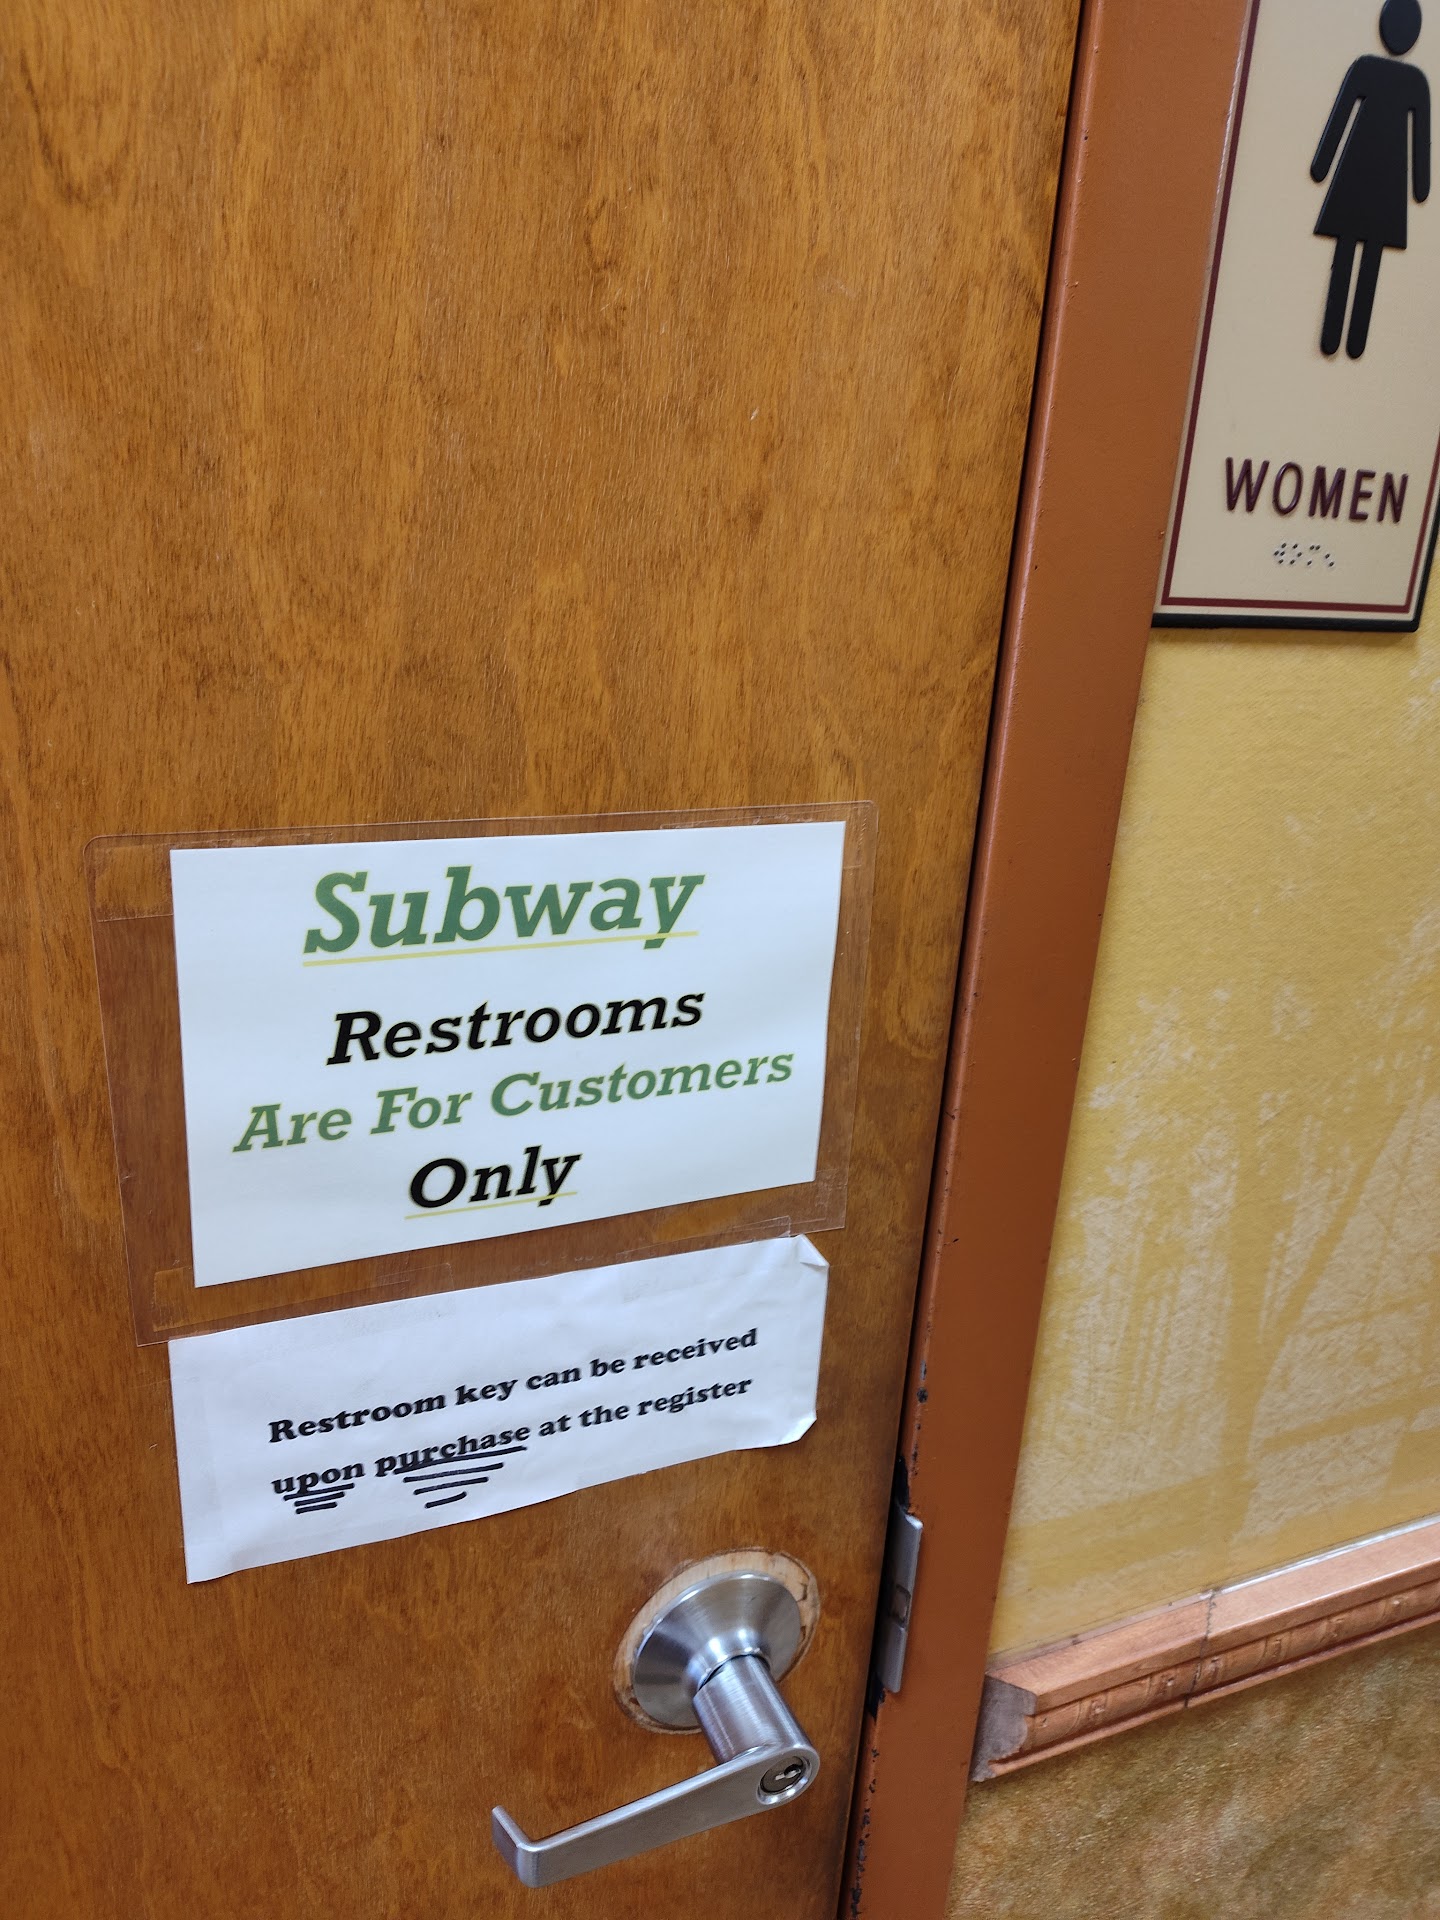 WOMEN
⠺⠕⠍⠑⠝
Subway
Restrooms
Are For Customers
Only
Restroom key can be received
upon purchase at the register